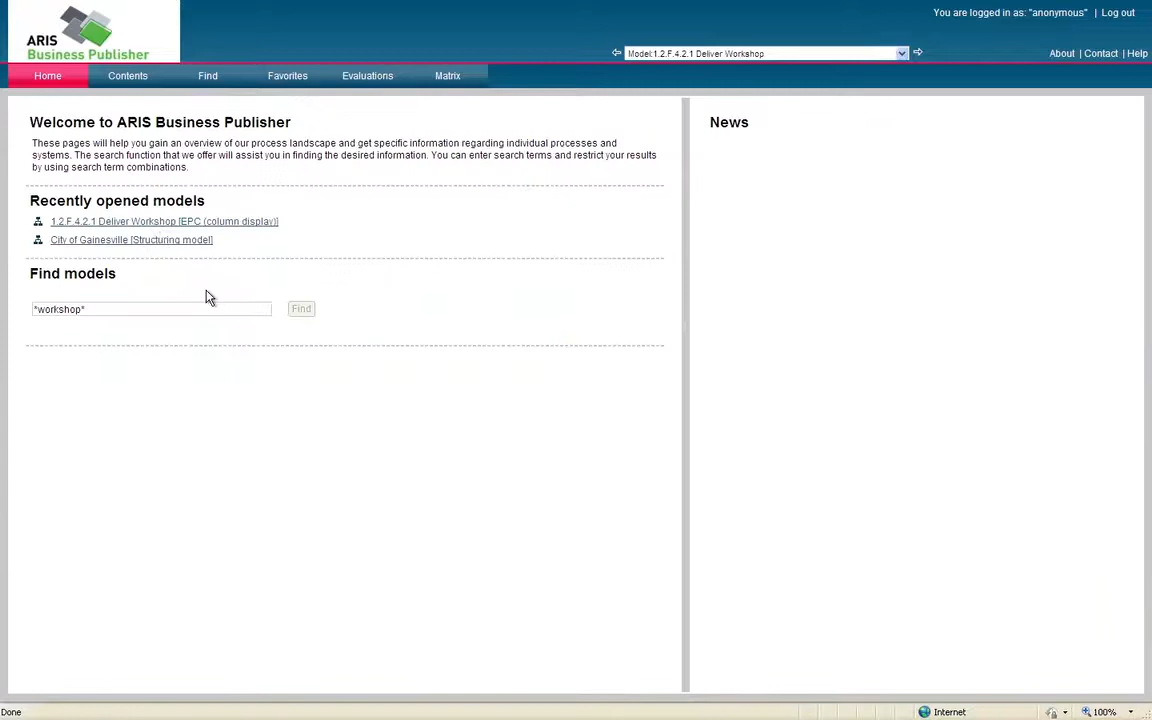 You are logged in as: "anonymous" | Log out
ARIS
Business Publisher
Model:1.2.F.4.2.1 Deliver Workshop
About | Contact | Help
Home Contents Find Favorites Evaluations Matrix
Welcome to ARIS Business Publisher
These pages will help you gain an overview of our process landscape and get specific information regarding individual processes and
systems. The search function that we offer will assist you in finding the desired information. You can enter search terms and restrict your results
by using search term combinations.
Recently opened models
1.2.F.4.2.1 Deliver Workshop [EPC (column display)]
City of Gainesville [Structuring model]
Find models
*workshop*
Find
News
Done
Internet
100%